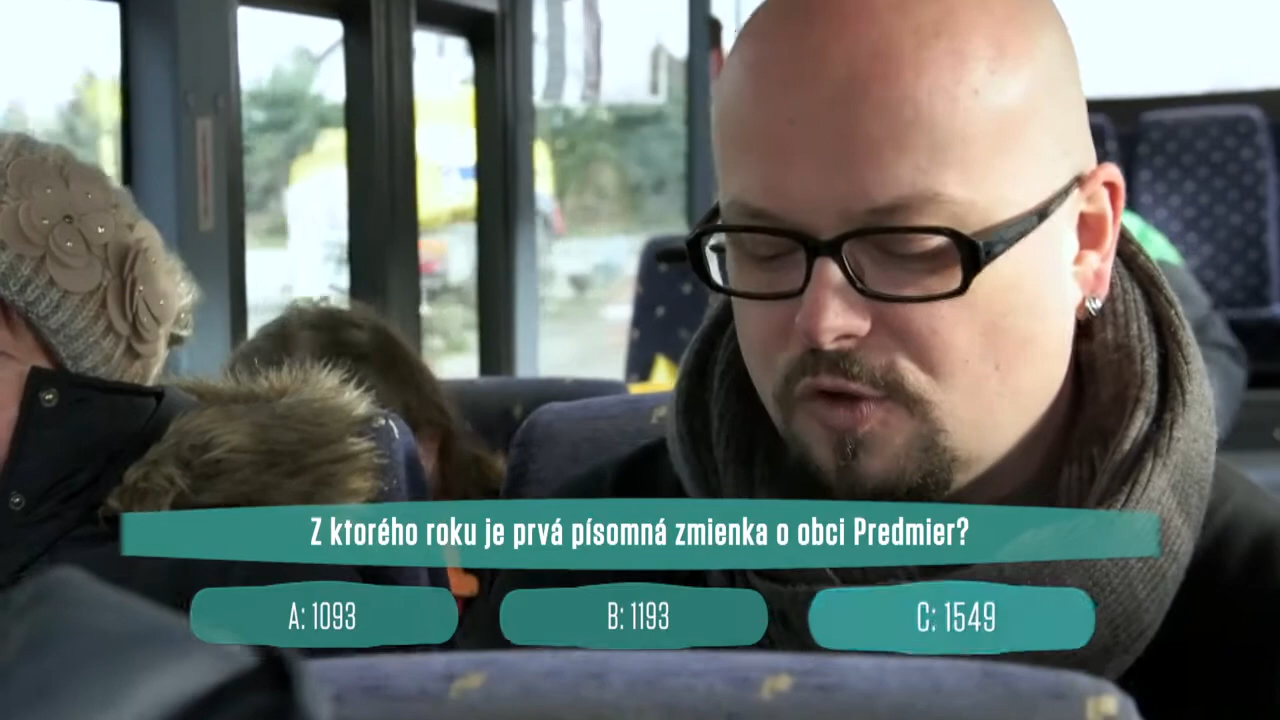 Z ktorého roku je prvá písomná zmienka o obci Predmier?
A: 1093
B: 1193
C: 1549